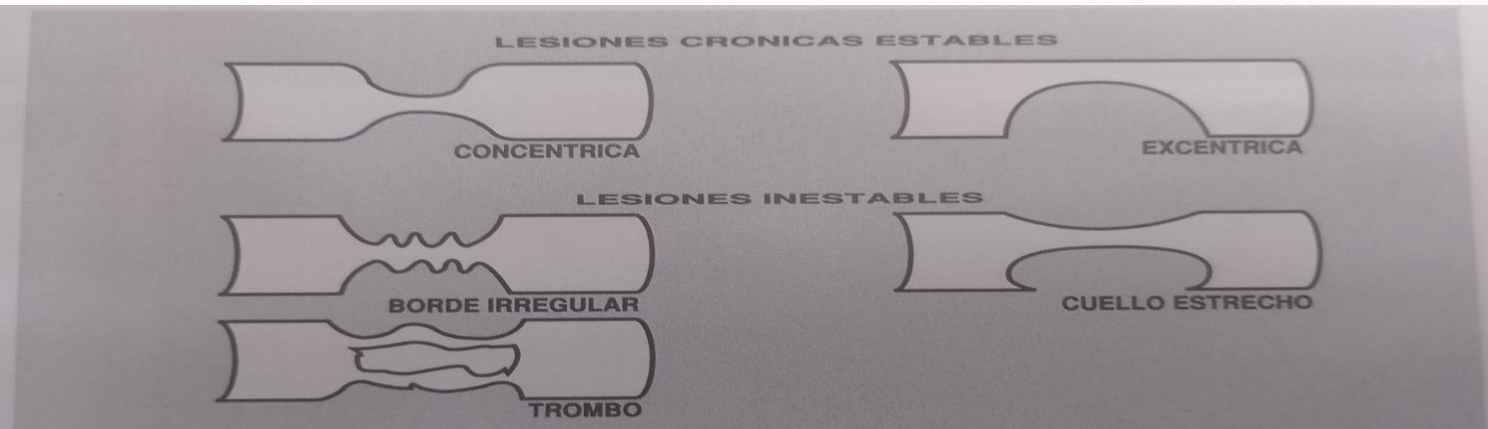 LESIONES CRONICAS ESTABLES
CONCENTRICA
EXCENTRICA
LESIONES INESTABLES
BORDE IRREGULAR
CUELLO ESTRECHO
TROMBO